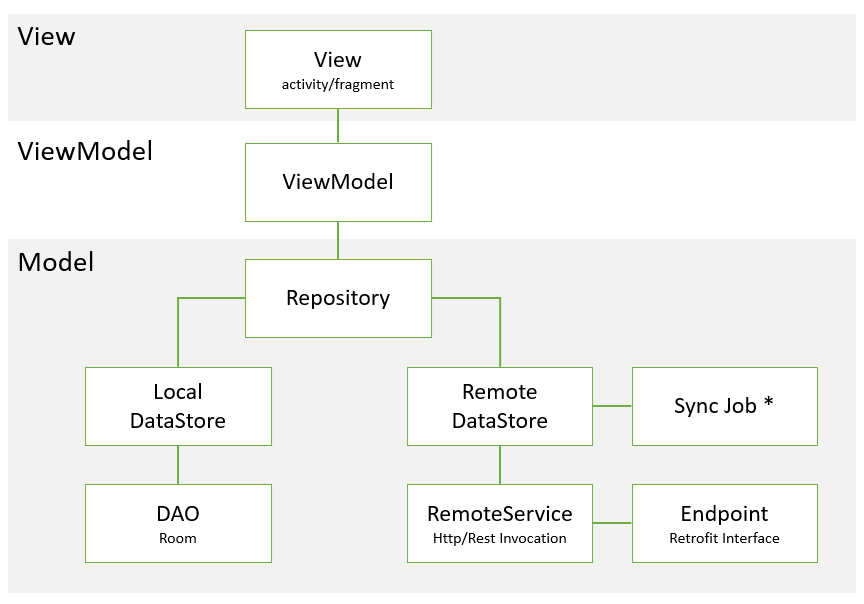 View
View
activity/fragment
ViewModel
ViewModel
Model
Repository
Local
DataStore
Remote
DataStore
Sync Job *
DAO
Room
RemoteService
Http/Rest Invocation
Endpoint
Retrofit Interface